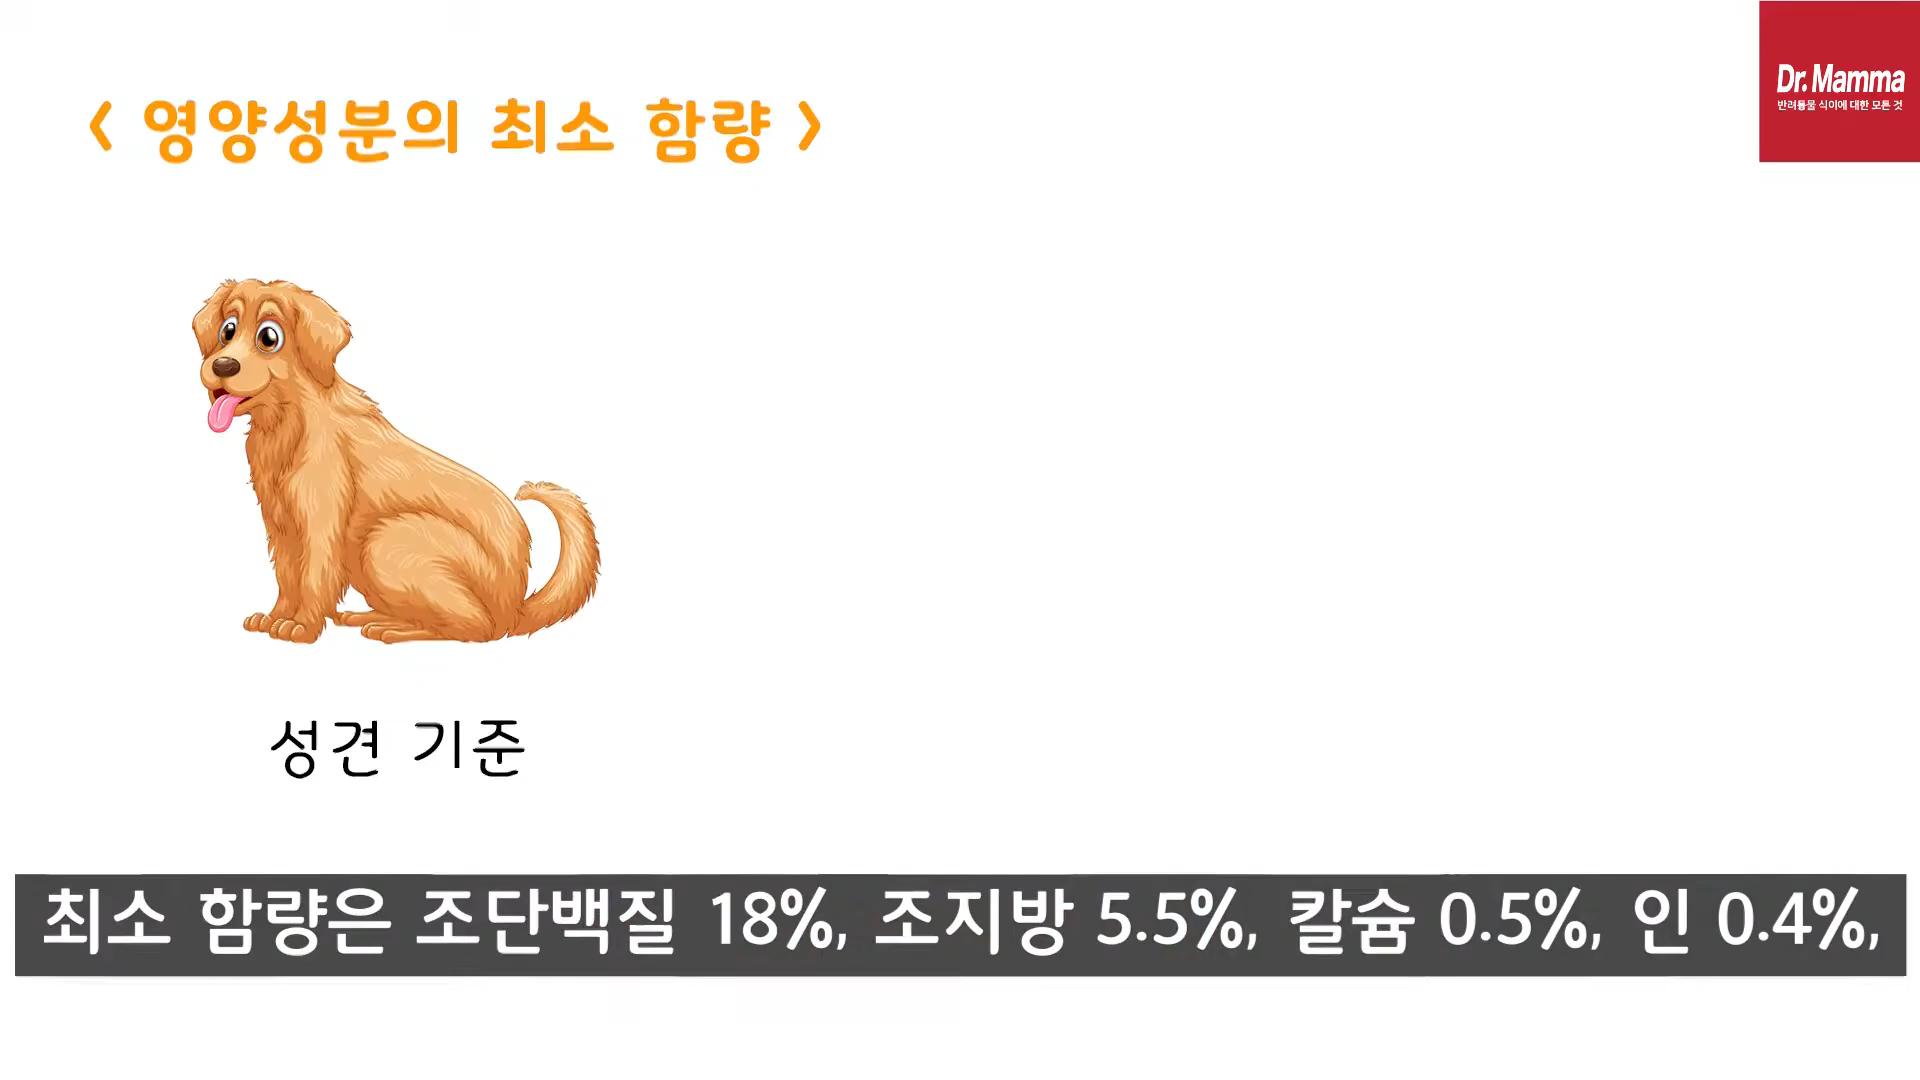 < 영양성분의 최소 함량 >
Dr. Mamma
반려동물 식이에 대한 모든 것
성견 기준
최소 함량은 조단백질 18%, 조지방 5.5%, 칼슘 0.5%, 인 0.4%,